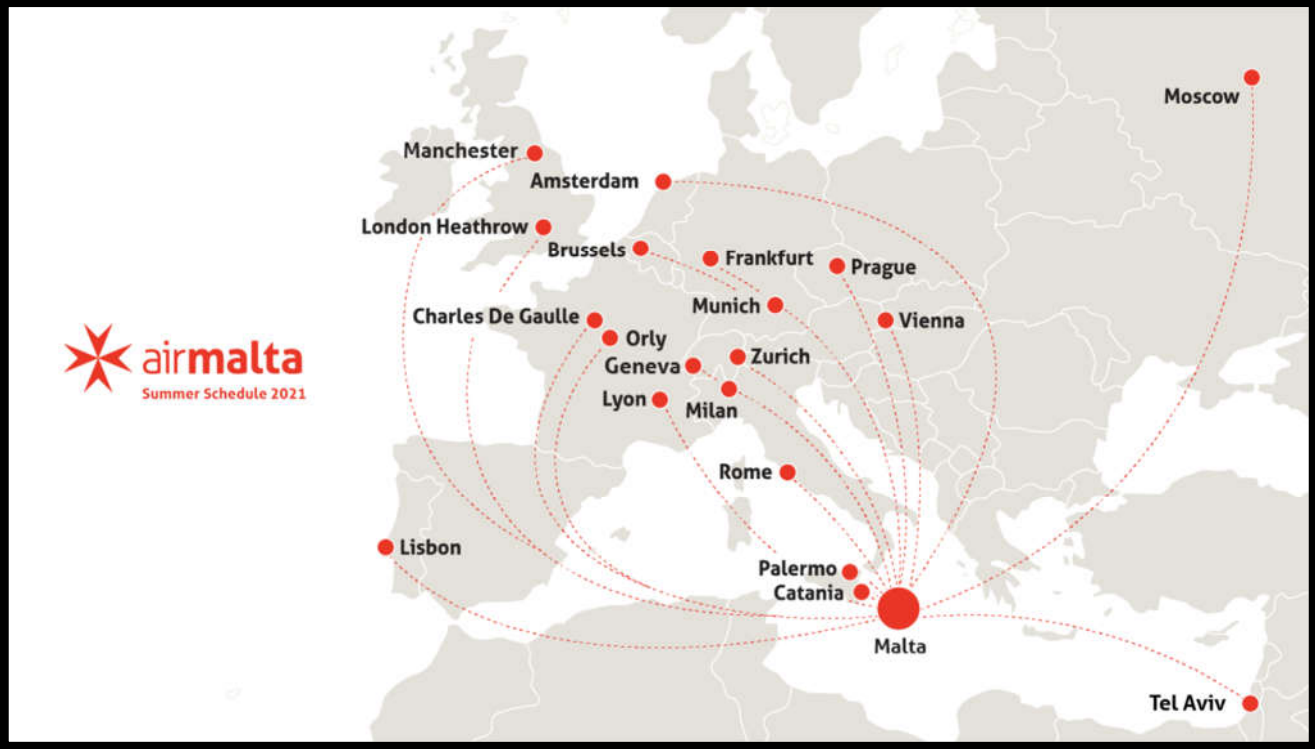 Moscow
Manchester
Amsterdam
London Heathrow
Brussels
Frankfurt
Prague
Munich
Charles De Gaulle
Vienna
Orly
airmalta
Summer Schedule 2021
Zurich
Geneva
Lyon
Milan
Rome
Lisbon
Palermo
Catania
Malta
Tel Aviv